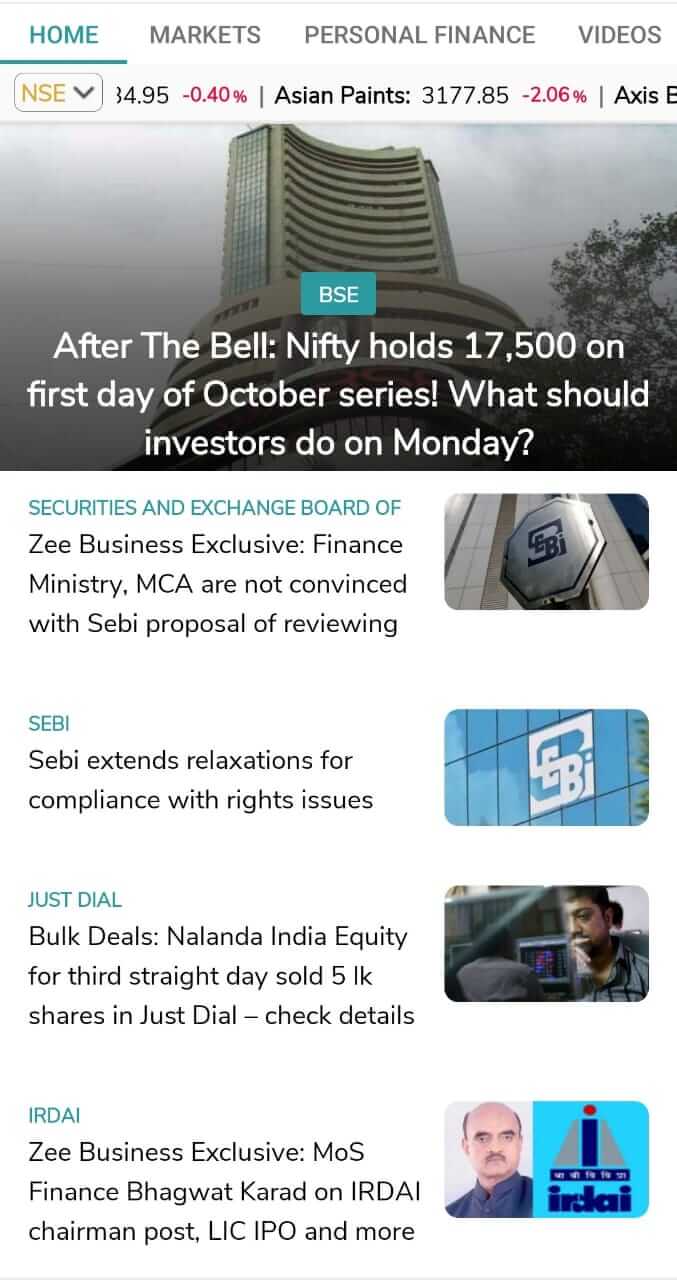 HOME MARKETS PERSONAL FINANCE VIDEOS
NSE 34.95 -0.40% | Asian Paints: 3177.85 -2.06% | Axis B
BSE
After The Bell: Nifty holds 17,500 on
first day of October series! What should
investors do on Monday?
SECURITIES AND EXCHANGE BOARD OF
Zee Business Exclusive: Finance
Ministry, MCA are not convinced
with Sebi proposal of reviewing
SEBI
SEBI
Sebi extends relaxations for
compliance with rights issues
SEBI
JUST DIAL
Bulk Deals: Nalanda India Equity
for third straight day sold 5 lk
shares in Just Dial – check details
IRDAI
Zee Business Exclusive: MoS
Finance Bhagwat Karad on IRDAI
chairman post, LIC IPO and more
irdai